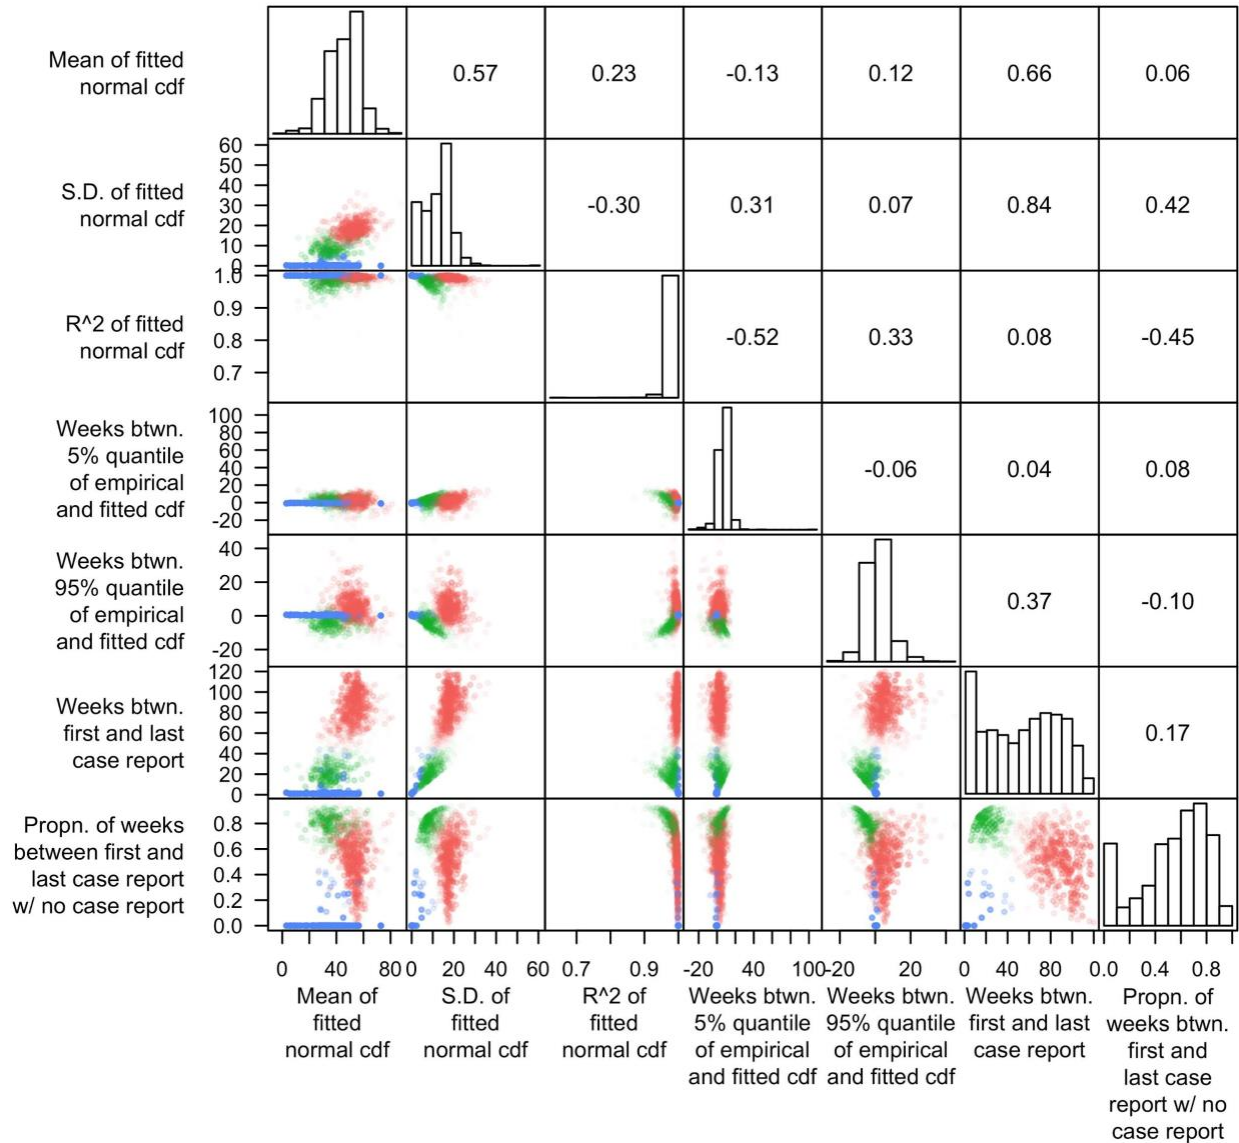 Mean of fitted
normal cdf
0.57
0.23
-0.13
0.12
0.66
0.06
60
50
40
30
20
10
0
S.D. of fitted
normal cdf
-0.30
0.31
0.07
0.84
0.42
1.0
0.9
0.8
0.7
R^2 of fitted
normal cdf
-0.52
0.33
0.08
-0.45
100
80
60
40
20
0
-20
Weeks btwn.
5% quantile
of empirical
and fitted cdf
-0.06
0.04
0.08
40
20
0
-20
Weeks btwn.
95% quantile
of empirical
and fitted cdf
0.37
-0.10
120
100
80
60
40
20
0
Weeks btwn.
first and last
case report
0.17
0.8
0.6
0.4
0.2
0.0
Propn. of weeks
between first and
last case report
w/ no case report
0 40 80
0 20 40 60
0.7 0.9
-20 40 100
-20 20
0 40 80
0.0 0.4 0.8
Mean of
fitted
normal cdf
S.D. of
fitted
normal cdf
R^2 of
fitted
normal cdf
Weeks btwn.
5% quantile
of empirical
and fitted cdf
Weeks btwn.
95% quantile
of empirical
and fitted cdf
Weeks btwn.
first and last
case report
Propn. of
weeks btwn.
first and
last case
report w/ no
case report